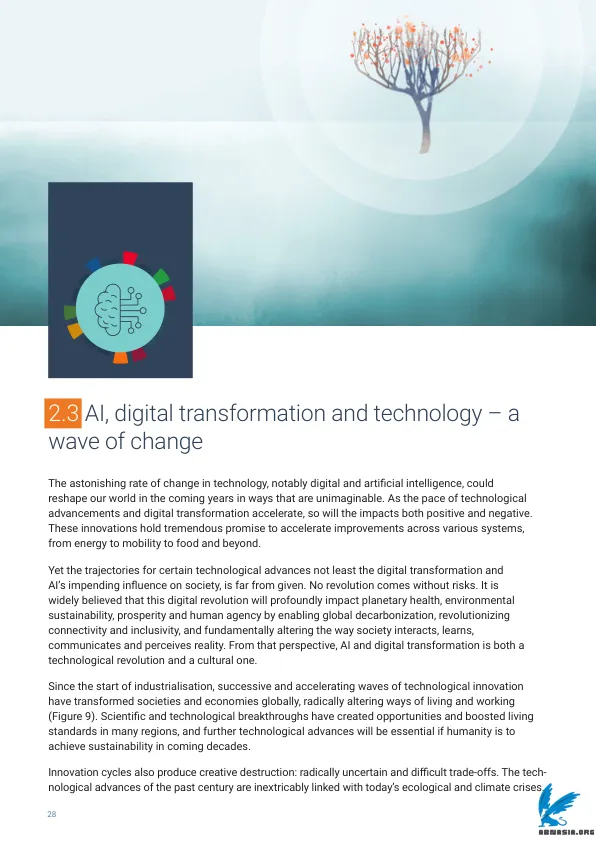 2.3 AI, digital transformation and technology – a
wave of change
The astonishing rate of change in technology, notably digital and artificial intelligence, could
reshape our world in the coming years in ways that are unimaginable. As the pace of technological
advancements and digital transformation accelerate, so will the impacts both positive and negative.
These innovations hold tremendous promise to accelerate improvements across various systems,
from energy to mobility to food and beyond.
Yet the trajectories for certain technological advances not least the digital transformation and
AI’s impending influence on society, is far from given. No revolution comes without risks. It is
widely believed that this digital revolution will profoundly impact planetary health, environmental
sustainability, prosperity and human agency by enabling global decarbonization, revolutionizing
connectivity and inclusivity, and fundamentally altering the way society interacts, learns,
communicates and perceives reality. From that perspective, AI and digital transformation is both a
technological revolution and a cultural one.
Since the start of industrialisation, successive and accelerating waves of technological innovation
have transformed societies and economies globally, radically altering ways of living and working
(Figure 9). Scientific and technological breakthroughs have created opportunities and boosted living
standards in many regions, and further technological advances will be essential if humanity is to
achieve sustainability in coming decades.
Innovation cycles also produce creative destruction: radically uncertain and difficult trade-offs. The tech-
nological advances of the past century are inextricably linked with today’s ecological and climate crises.
28
ABNASIA.ORG